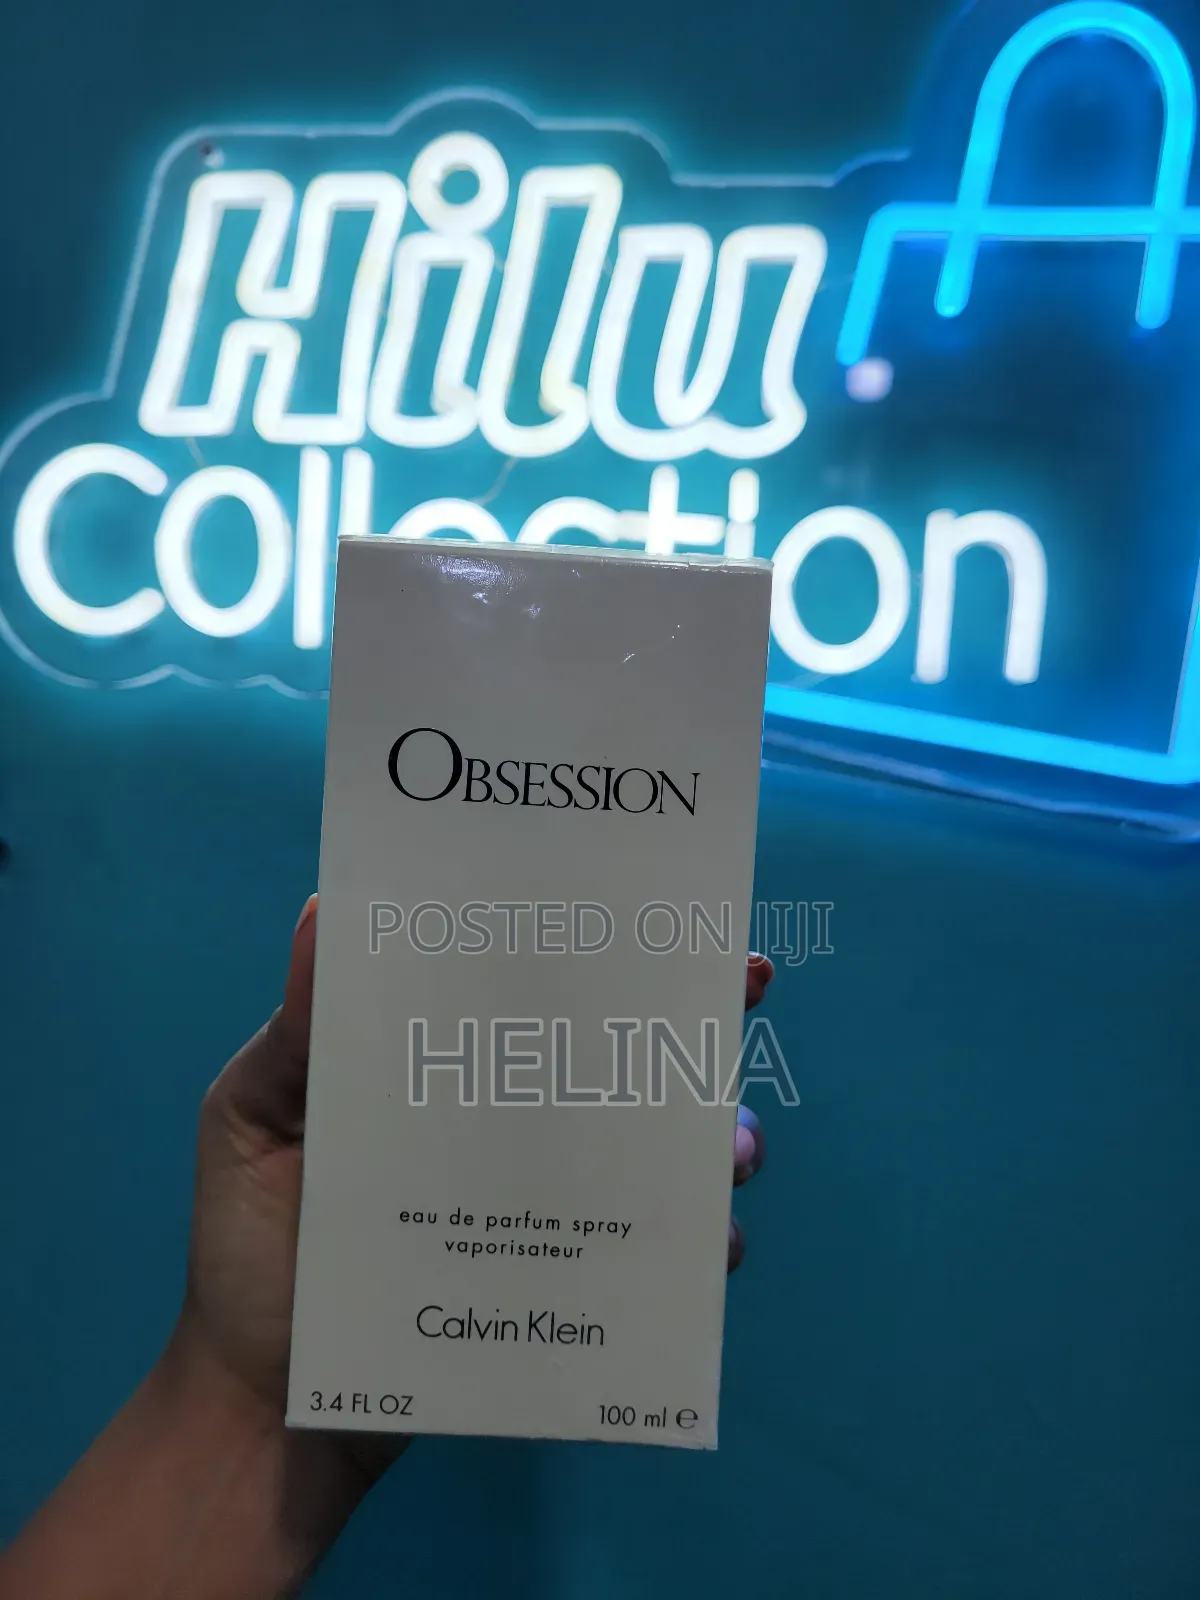 Hilu
Collection
OBSESSION
POSTED ON JIJI
HELINA
eau de parfum spray
vaporisateur
Calvin Klein
3.4 FL OZ
100 ml ℮